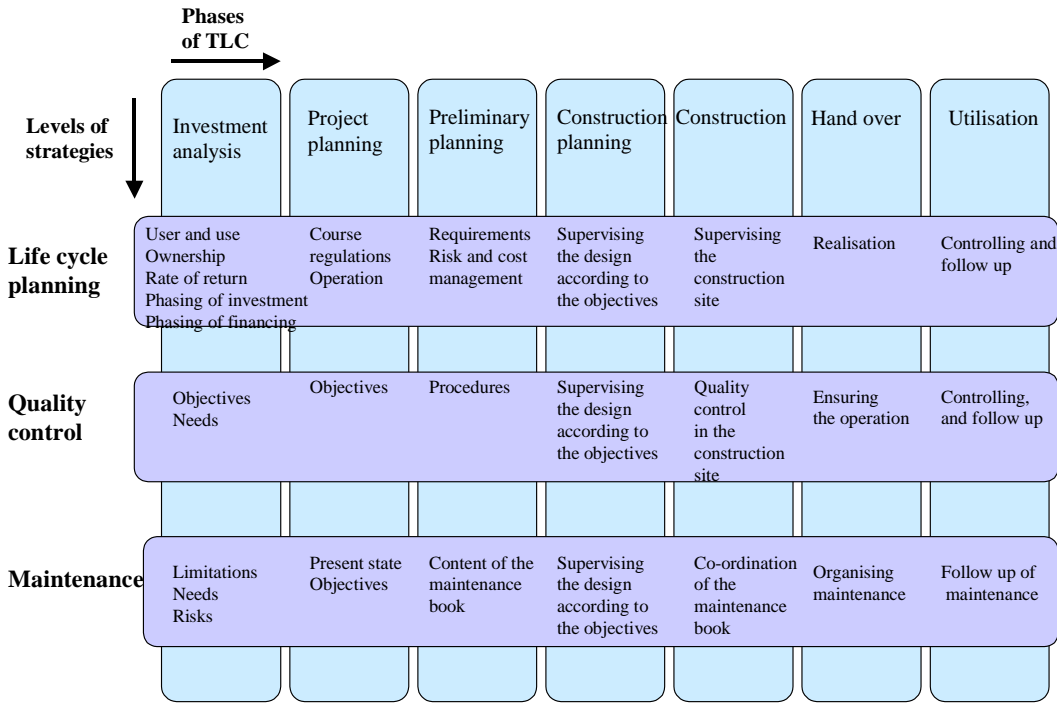 Phases
of TLC
Levels of
strategies
Investment
analysis
Project
planning
Preliminary
planning
Construction
planning
Construction
Hand over
Utilisation
Life cycle
planning
User and use
Ownership
Rate of return
Phasing of investment
Phasing of financing
Course
regulations
Operation
Requirements
Risk and cost
management
Supervising
the design
according to
the objectives
Supervising
the
construction
site
Realisation
Controlling and
follow up
Quality
control
Objectives
Needs
Objectives
Procedures
Supervising
the design
according to
the objectives
Quality
control
in the
construction
site
Ensuring
the operation
Controlling,
and follow up
Maintenance
Limitations
Needs
Risks
Present state
Objectives
Content of the
maintenance
book
Supervising
the design
according to
the objectives
Co-ordination
of the
maintenance
book
Organising
maintenance
Follow up of
maintenance